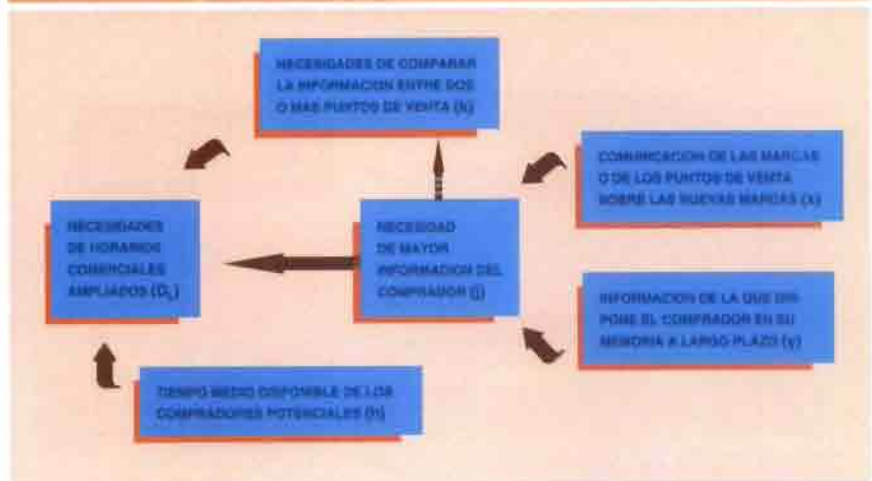 NECESIDADES DE COMPARAR
LA INFORMACION ENTRE DOS
O MAS PUNTOS DE VENTA (k)
COMUNICACION DE LAS MARCAS
O DE LOS PUNTOS DE VENTA
SOBRE LAS NUEVAS MARCAS (x)
NECESIDADES
DE HORARIOS
COMERCIALES
AMPLIADOS
NECESIDAD
DE MAYOR
INFORMACION DEL
COMPRADOR (j)
INFORMACION DE LA QUE DIS-
PONE EL COMPRADOR EN SU
MEMORIA A LARGO PLAZO (y)
TIEMPO MEDIO DISPONIBLE DE LOS
COMPRADORES POTENCIALES (h)